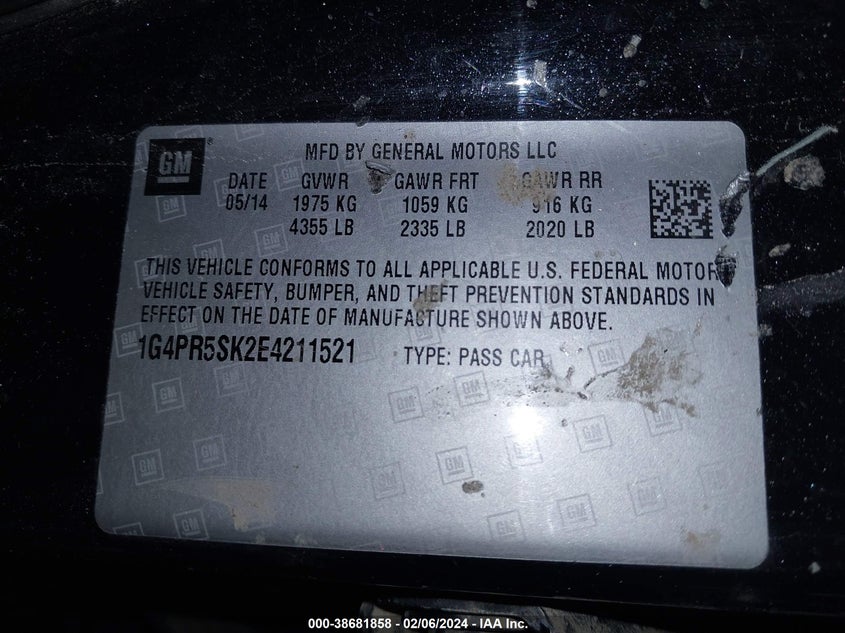 GM
MFD BY GENERAL MOTORS LLC
DATE GVWR GAWR FRT GAWR RR
05/14 1975 KG 1059 KG 916 KG
4355 LB 2335 LB 2020 LB
THIS VEHICLE CONFORMS TO ALL APPLICABLE U.S. FEDERAL MOTOR
VEHICLE SAFETY, BUMPER, AND THEFT PREVENTION STANDARDS IN
EFFECT ON THE DATE OF MANUFACTURE SHOWN ABOVE.
1G4PR5SK2E4211521 TYPE: PASS CAR
000-38681858 - 02/06/2024 - IAA Inc.